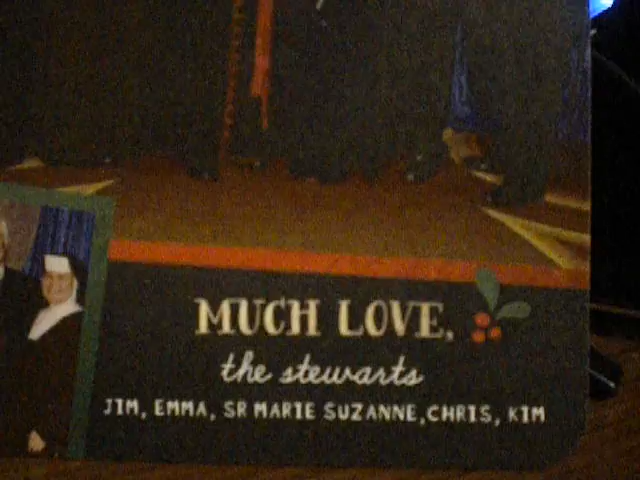 MUCH LOVE,
the stewarts
JIM, EMMA, SR MARIE SUZANNE,CHRIS, KIM